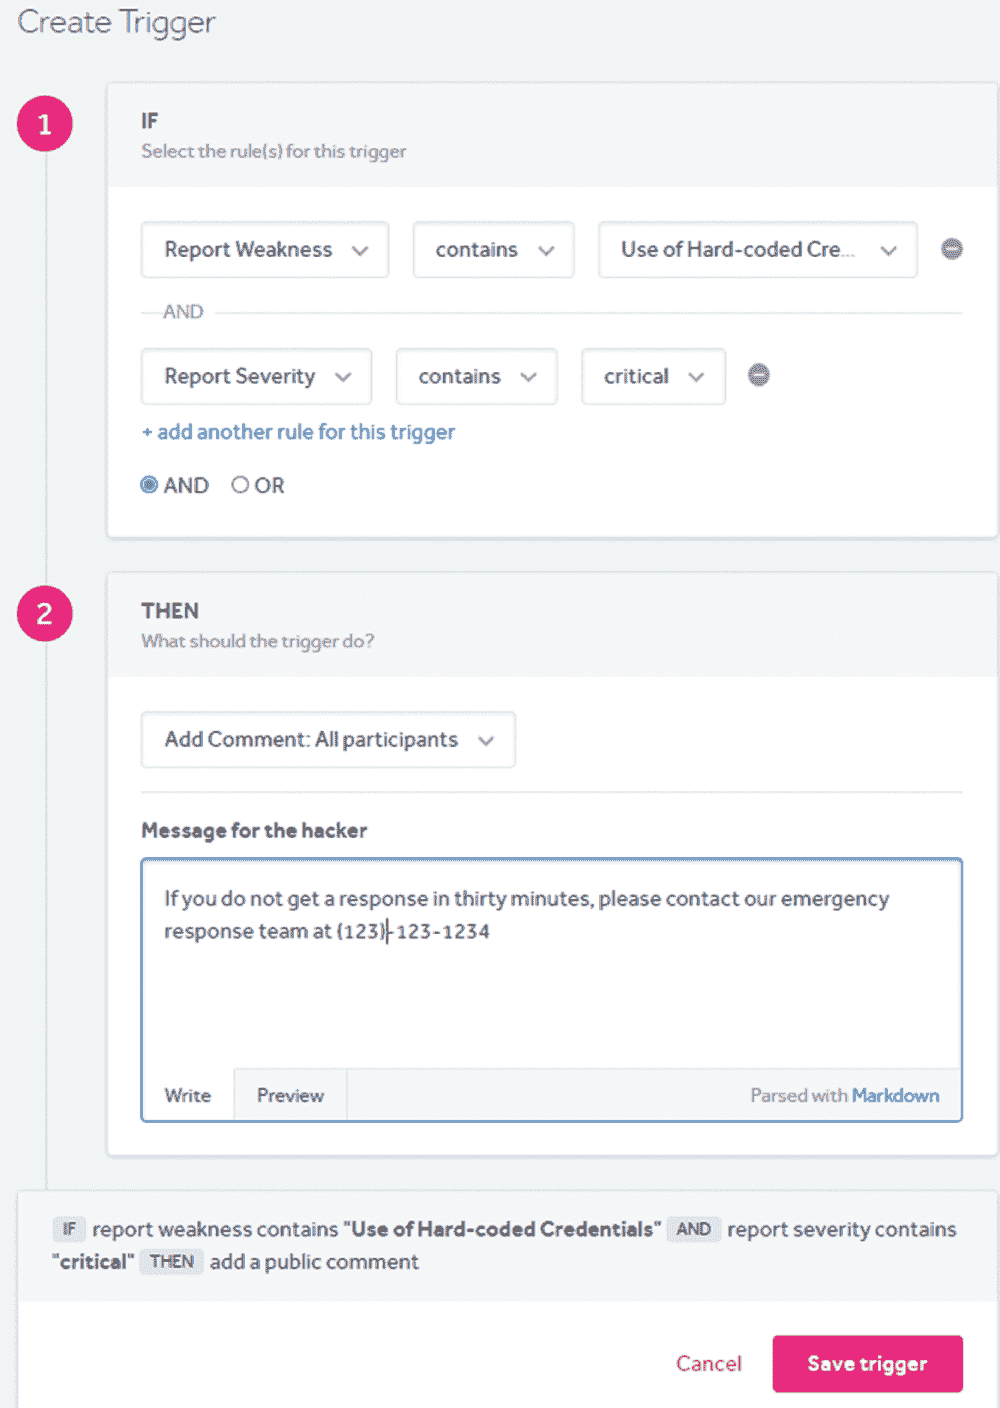 Create Trigger
1
IF
Select the rule(s) for this trigger
Report Weakness contains Use of Hard-coded Cre...
AND
Report Severity contains critical
+ add another rule for this trigger
AND OR
2
THEN
What should the trigger do?
Add Comment: All participants
Message for the hacker
If you do not get a response in thirty minutes, please contact our emergency
response team at (123)-123-1234
Write Preview Parsed with Markdown
IF report weakness contains "Use of Hard-coded Credentials" AND report severity contains
"critical" THEN add a public comment
Cancel Save trigger